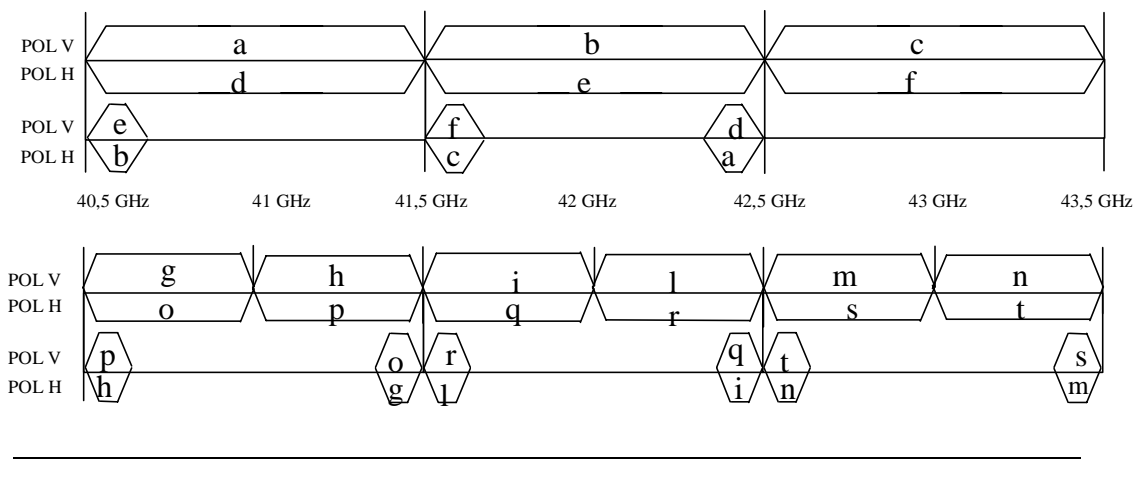 POL V a b c
POL H d e f
POL V e f d
POL H b c a
40,5 GHz 41 GHz 41,5 GHz 42 GHz 42,5 GHz 43 GHz 43,5 GHz
POL V g h i l m n
POL H o p q r s t
POL V p o r q t s
POL H h g l i n m